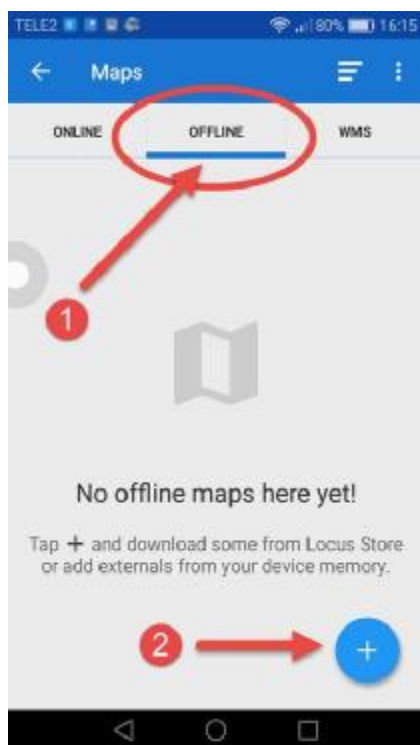 TELE2 80% 16:15
Maps
ONLINE OFFLINE WMS
1
No offline maps here yet!
Tap + and download some from Locus Store
or add externals from your device memory.
2
+